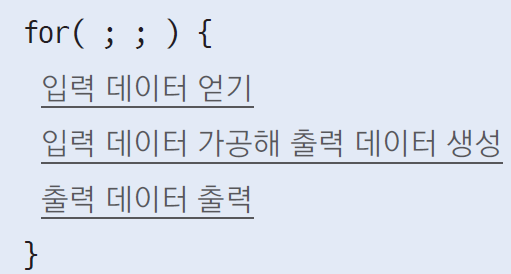 for( ; ; ) {
입력 데이터 얻기
입력 데이터 가공해 출력 데이터 생성
출력 데이터 출력
}